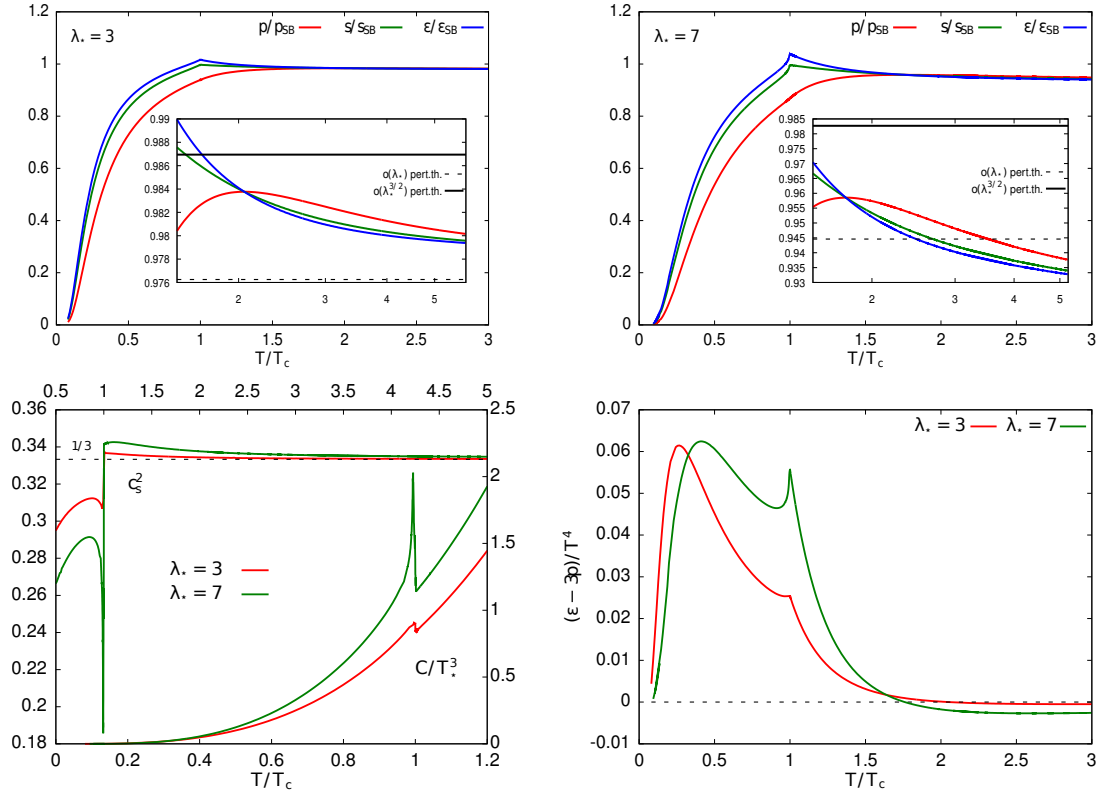 λ⋆ = 3
p/pSB s/sSB ε/εSB
1.2
1
0.8
0.6
0.4
0.2
0
0.99
0.988
0.986
0.984
0.982
0.98
0.978
0.976
2 3 4 5
o(λ⋆) pert.th.
o(λ⋆^3/2) pert.th.
0 0.5 1 1.5 2 2.5 3
T/Tc
λ⋆ = 7
p/pSB s/sSB ε/εSB
1.2
1
0.8
0.6
0.4
0.2
0
0.985
0.98
0.975
0.97
0.965
0.96
0.955
0.95
0.945
0.94
0.935
0.93
2 3 4 5
o(λ⋆) pert.th.
o(λ⋆^3/2) pert.th.
0 0.5 1 1.5 2 2.5 3
T/Tc
0.5 1 1.5 2 2.5 3 3.5 4 4.5 5
0.36
0.34
0.32
0.3
0.28
0.26
0.24
0.22
0.2
0.18
2.5
2
1.5
1
0.5
0
1/3
c_s^2
λ⋆ = 3
λ⋆ = 7
C/T⋆^3
0 0.2 0.4 0.6 0.8 1 1.2
T/Tc
λ⋆ = 3 λ⋆ = 7
0.07
0.06
0.05
0.04
0.03
0.02
0.01
0
-0.01
(ε − 3p)/T^4
0 0.5 1 1.5 2 2.5 3
T/Tc